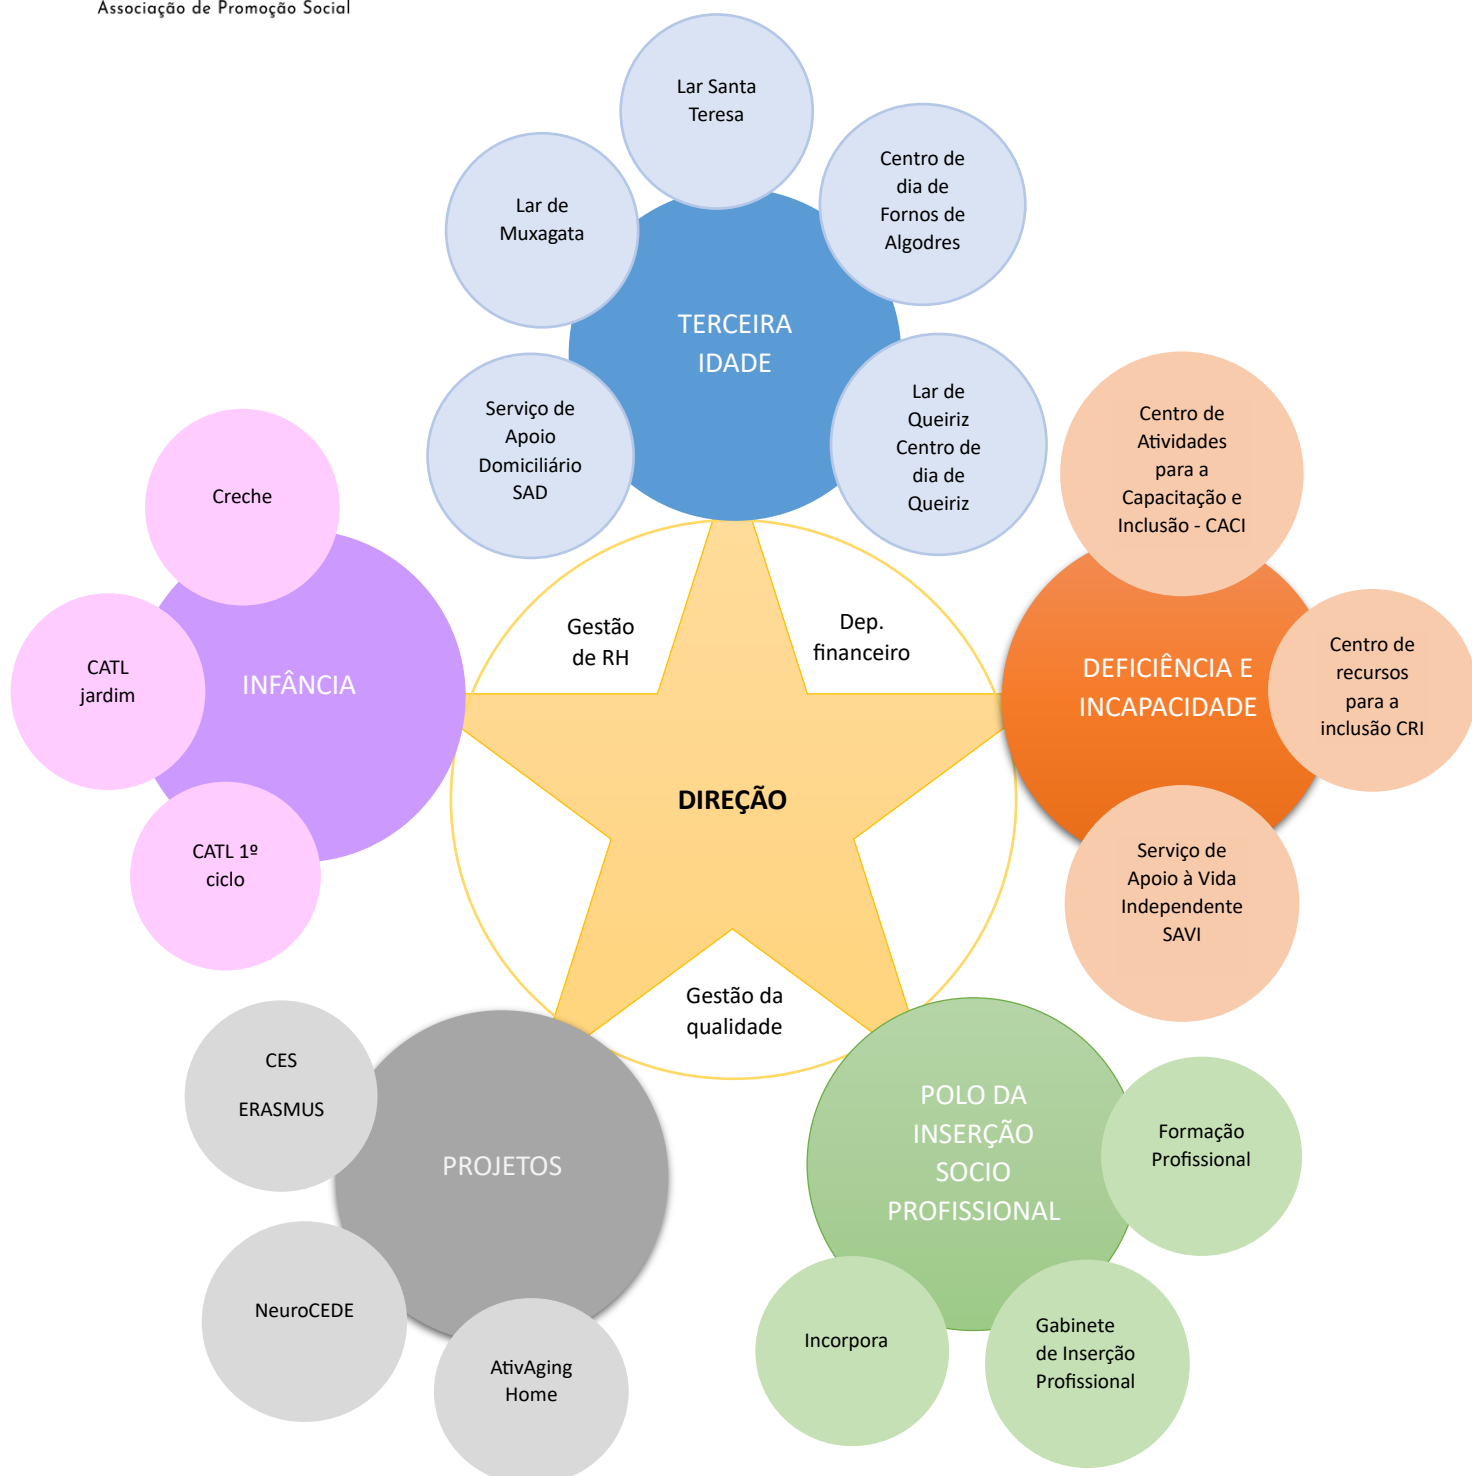 Associação de Promoção Social
Lar Santa
Teresa
Centro de
dia de
Fornos de
Algodres
Lar de
Muxagata
TERCEIRA
IDADE
Lar de
Queiriz
Centro de
dia de
Queiriz
Serviço de
Apoio
Domiciliário
SAD
Centro de
Atividades
para a
Capacitação e
Inclusão - CACI
Creche
Gestão
de RH
Dep.
financeiro
CATL
jardim
INFÂNCIA
DEFICIÊNCIA E
INCAPACIDADE
Centro de
recursos
para a
inclusão CRI
DIREÇÃO
CATL 1º
ciclo
Serviço de
Apoio à Vida
Independente
SAVI
Gestão da
qualidade
CES
ERASMUS
PROJETOS
POLO DA
INSERÇÃO
SOCIO
PROFISSIONAL
Formação
Profissional
NeuroCEDE
AtivAging
Home
Incorpora
Gabinete
de Inserção
Profissional